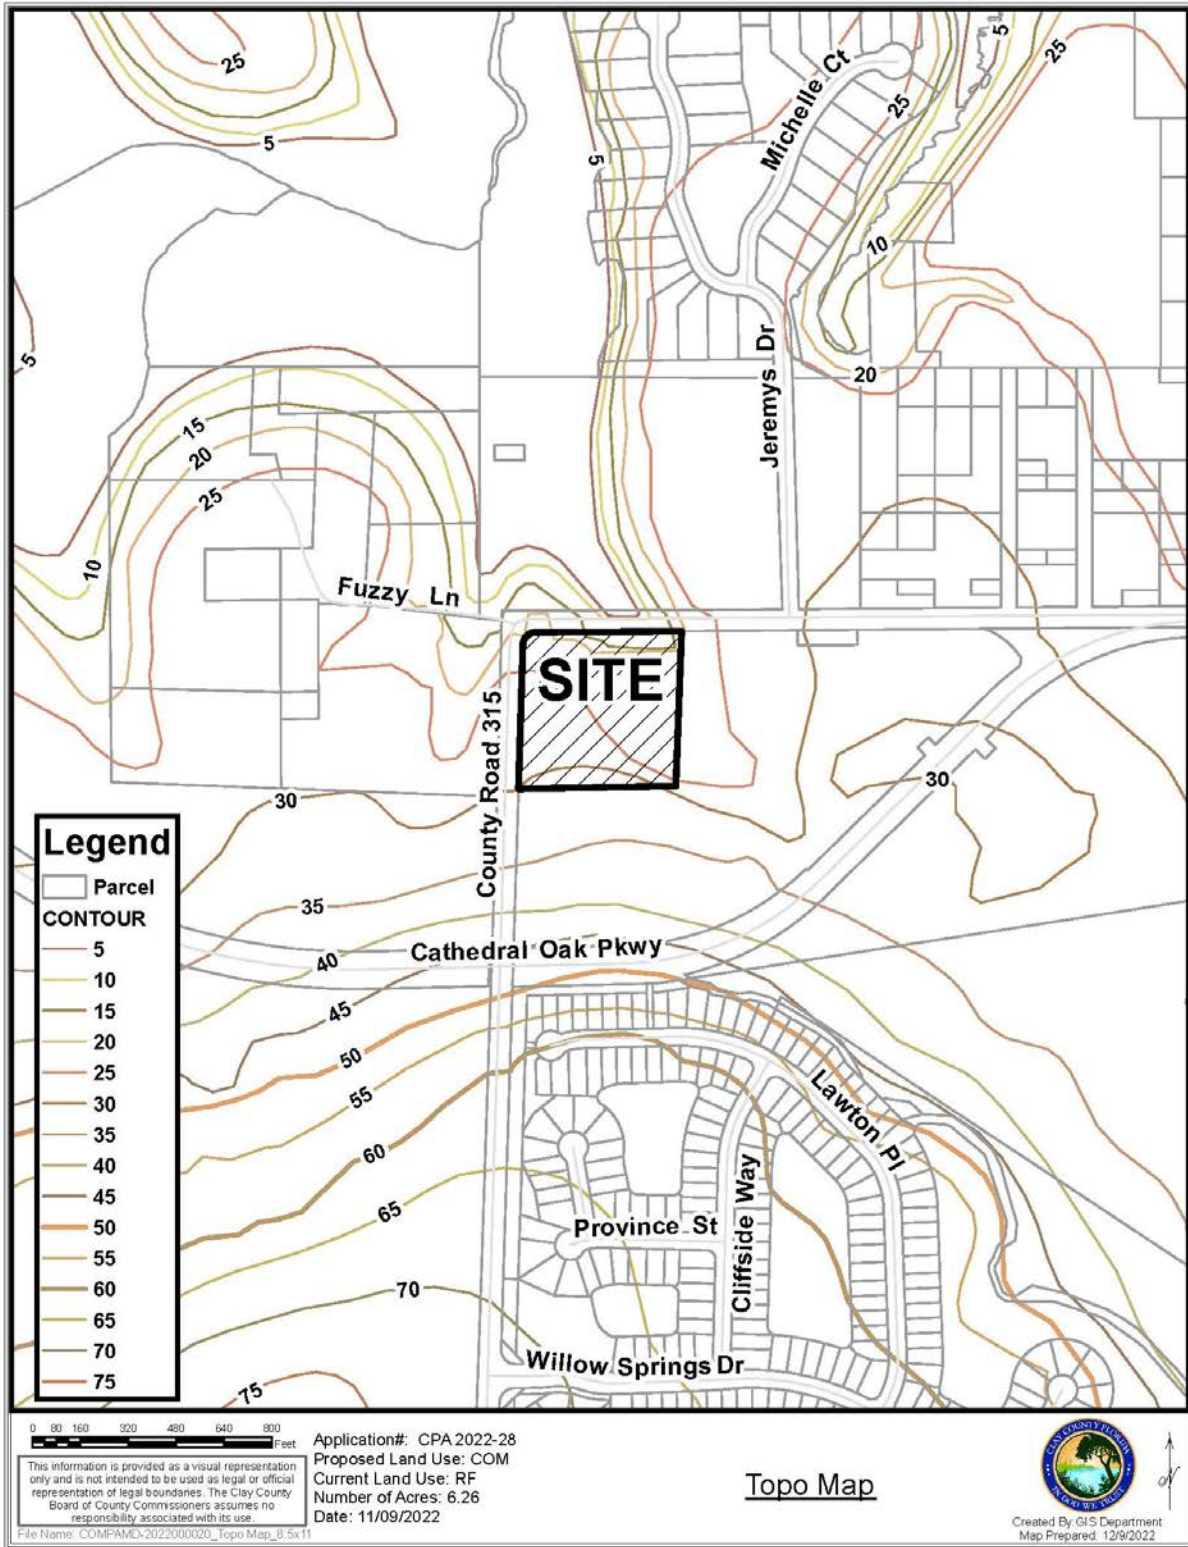 25
5
5
Michelle Ct
25
5
25
10
5
Jeremys Dr
20
15
20
25
10
Fuzzy Ln
SITE
County Road 315
30
30
35
Cathedral Oak Pkwy
40
45
50
55
60
65
70
75
Lawton Pl
Cliffside Way
Province St
Willow Springs Dr
Legend
Parcel
CONTOUR
5
10
15
20
25
30
35
40
45
50
55
60
65
70
75
0 80 160 320 480 640 800
Feet
This information is provided as a visual representation
only and is not intended to be used as legal or official
representation of legal boundaries. The Clay County
Board of County Commissioners assumes no
responsibility associated with its use.
File Name: COMPAMD-2022000020_Topo Map_8.5x11
Application#: CPA 2022-28
Proposed Land Use: COM
Current Land Use: RF
Number of Acres: 6.26
Date: 11/09/2022
Topo Map
CLAY COUNTY FLORIDA
IN GOD WE TRUST
N
Created By:GIS Department
Map Prepared: 12/9/2022